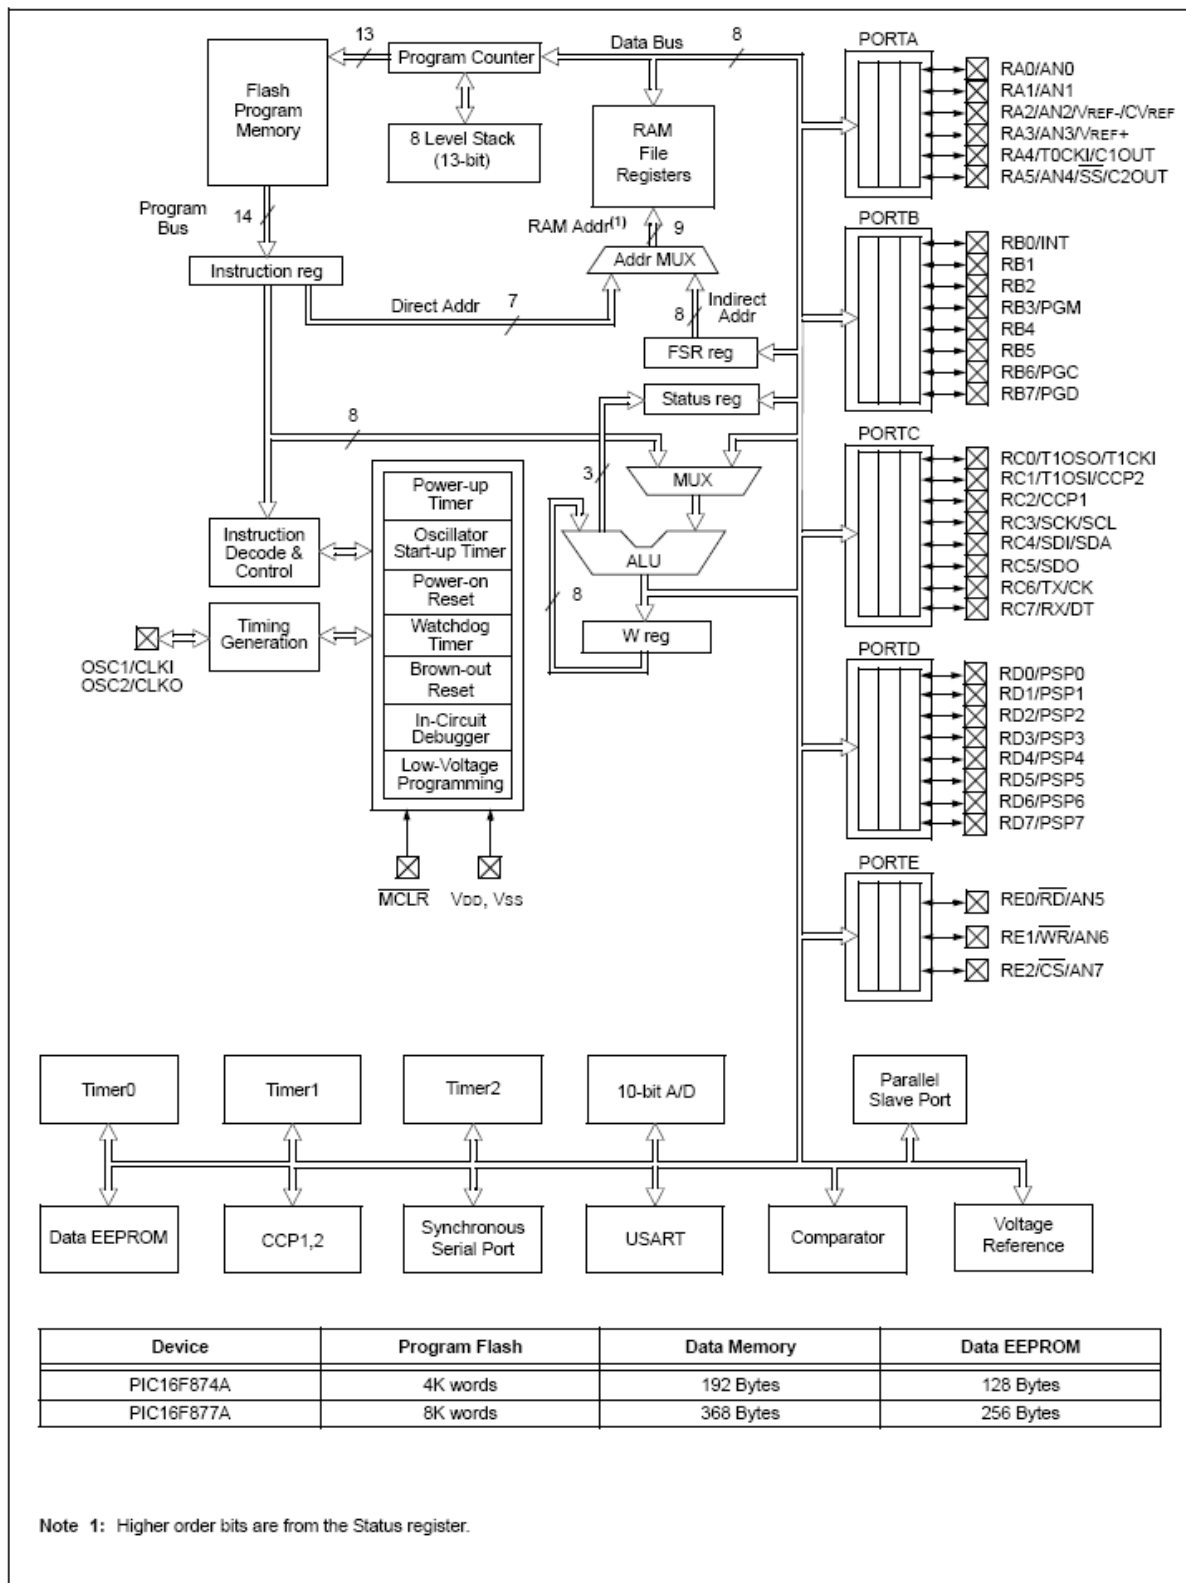 13
Program Counter
Data Bus
8
Flash
Program
Memory
8 Level Stack
(13-bit)
RAM
File
Registers
Program
Bus
14
RAM Addr(1)
9
Instruction reg
Addr MUX
Direct Addr
7
8
Indirect
Addr
FSR reg
Status reg
8
3
MUX
ALU
8
W reg
Instruction
Decode &
Control
Timing
Generation
OSC1/CLKI
OSC2/CLKO
Power-up
Timer
Oscillator
Start-up Timer
Power-on
Reset
Watchdog
Timer
Brown-out
Reset
In-Circuit
Debugger
Low-Voltage
Programming
MCLR
VDD, VSS
PORTA
RA0/AN0
RA1/AN1
RA2/AN2/VREF-/CVREF
RA3/AN3/VREF+
RA4/T0CKI/C1OUT
RA5/AN4/SS/C2OUT
PORTB
RB0/INT
RB1
RB2
RB3/PGM
RB4
RB5
RB6/PGC
RB7/PGD
PORTC
RC0/T1OSO/T1CKI
RC1/T1OSI/CCP2
RC2/CCP1
RC3/SCK/SCL
RC4/SDI/SDA
RC5/SDO
RC6/TX/CK
RC7/RX/DT
PORTD
RD0/PSP0
RD1/PSP1
RD2/PSP2
RD3/PSP3
RD4/PSP4
RD5/PSP5
RD6/PSP6
RD7/PSP7
PORTE
RE0/RD/AN5
RE1/WR/AN6
RE2/CS/AN7
Timer0
Timer1
Timer2
10-bit A/D
Parallel
Slave Port
Data EEPROM
CCP1,2
Synchronous
Serial Port
USART
Comparator
Voltage
Reference
Device Program Flash Data Memory Data EEPROM
PIC16F874A 4K words 192 Bytes 128 Bytes
PIC16F877A 8K words 368 Bytes 256 Bytes
Note 1: Higher order bits are from the Status register.